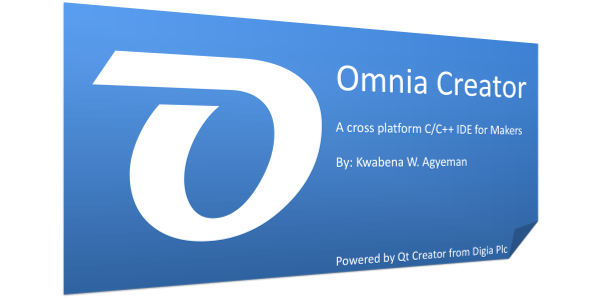 Omnia Creator
A cross platform C/C++ IDE for Makers
By: Kwabena W. Agyeman
Powered by Qt Creator from Digia Plc